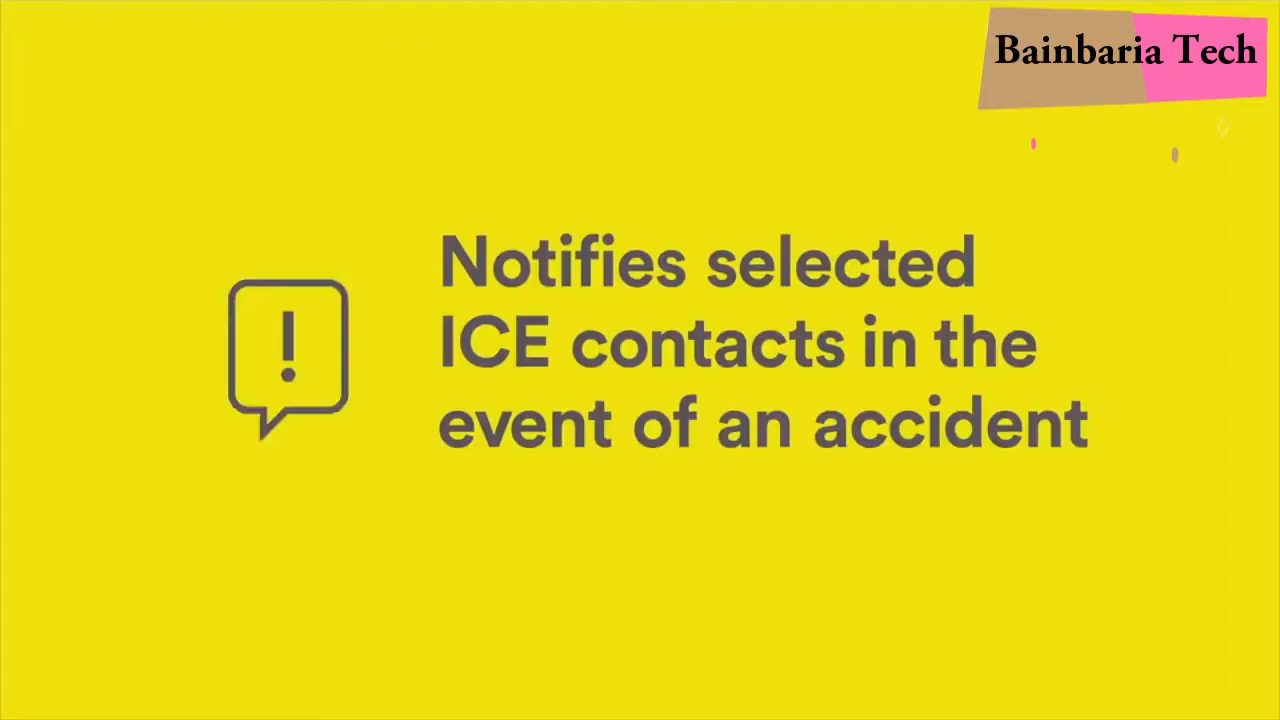 Bainbaria Tech
Notifies selected
ICE contacts in the
event of an accident